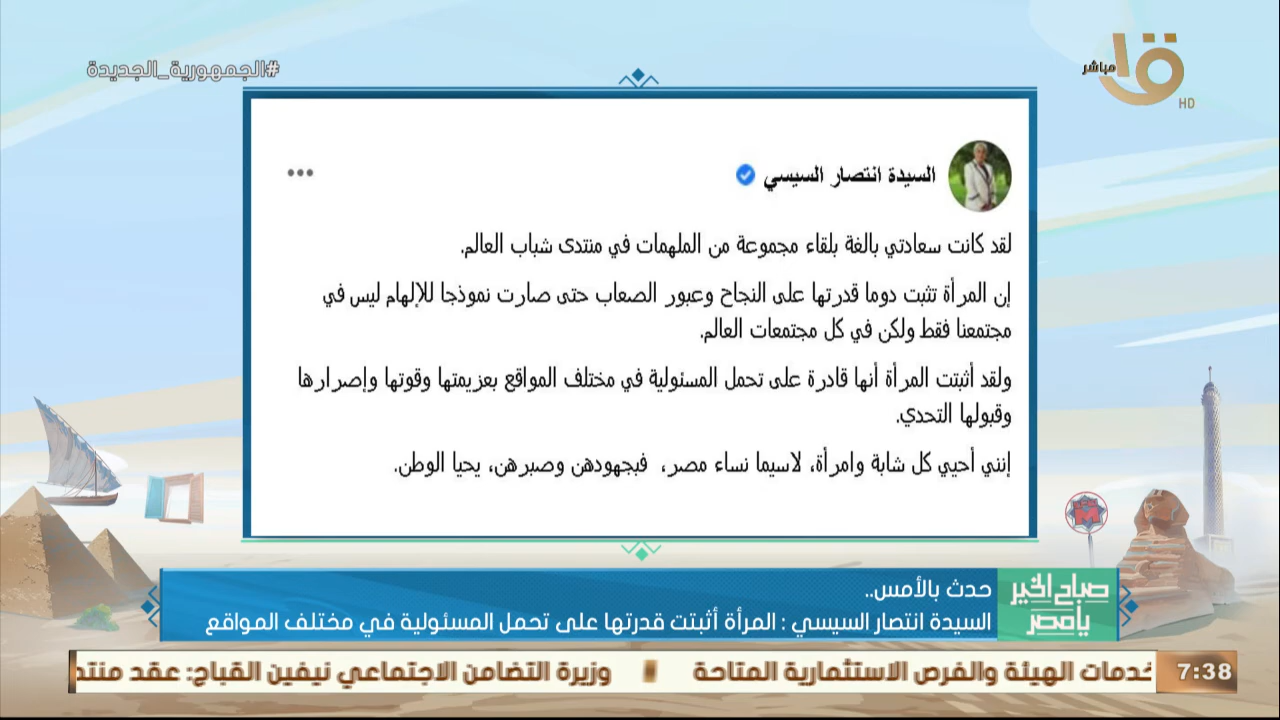 #الجمهورية_الجديدة
مباشر
HD
السيدة انتصار السيسي
لقد كانت سعادتي بالغة بلقاء مجموعة من الملهمات في منتدى شباب العالم.
إن المرأة تثبت دوما قدرتها على النجاح وعبور الصعاب حتى صارت نموذجا للإلهام ليس في
مجتمعنا فقط ولكن في كل مجتمعات العالم.
ولقد أثبتت المرأة أنها قادرة على تحمل المسئولية في مختلف المواقع بعزيمتها وقوتها وإصرارها
وقبولها التحدي.
إنني أحيي كل شابة وامرأة، لاسيما نساء مصر، فبجهودهن وصبرهن، يحيا الوطن.
صباح الخير
يا مصر
حدث بالأمس..
السيدة انتصار السيسي : المرأة أثبتت قدرتها على تحمل المسئولية في مختلف المواقع
7:38
خدمات الهيئة والفرص الاستثمارية المتاحة
وزيرة التضامن الاجتماعي نيفين القباج: عقد منتد